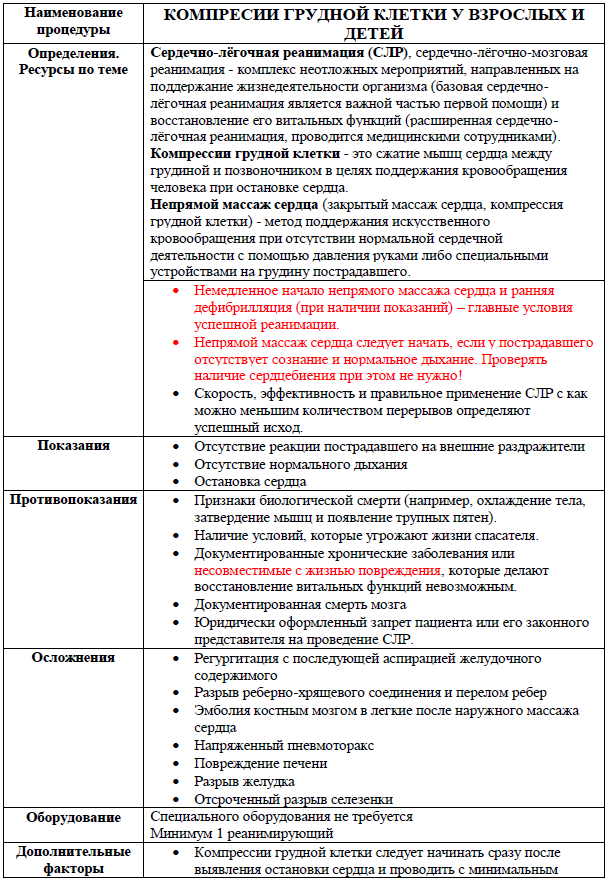 Наименование процедуры
КОМПРЕСИИ ГРУДНОЙ КЛЕТКИ У ВЗРОСЛЫХ И ДЕТЕЙ
Определения.
Ресурсы по теме
Сердечно-лёгочная реанимация (СЛР), сердечно-лёгочно-мозговая
реанимация - комплекс неотложных мероприятий, направленных на
поддержание жизнедеятельности организма (базовая сердечно-
лёгочная реанимация является важной частью первой помощи) и
восстановление его витальных функций (расширенная сердечно-
лёгочная реанимация, проводится медицинскими сотрудниками).
Компрессии грудной клетки - это сжатие мышц сердца между
грудиной и позвоночником в целях поддержания кровообращения
человека при остановке сердца.
Непрямой массаж сердца (закрытый массаж сердца, компрессия
грудной клетки) - метод поддержания искусственного
кровообращения при отсутствии нормальной сердечной
деятельности с помощью давления руками либо специальными
устройствами на грудину пострадавшего.
• Немедленное начало непрямого массажа сердца и ранняя
дефибрилляция (при наличии показаний) – главные условия
успешной реанимации.
• Непрямой массаж сердца следует начать, если у пострадавшего
отсутствует сознание и нормальное дыхание. Проверять
наличие сердцебиения при этом не нужно!
• Скорость, эффективность и правильное применение СЛР с как
можно меньшим количеством перерывов определяют
успешный исход.
Показания
• Отсутствие реакции пострадавшего на внешние раздражители
• Отсутствие нормального дыхания
• Остановка сердца
Противопоказания
• Признаки биологической смерти (например, охлаждение тела,
затвердение мышц и появление трупных пятен).
• Наличие условий, которые угрожают жизни спасателя.
• Документированные хронические заболевания или
несовместимые с жизнью повреждения, которые делают
восстановление витальных функций невозможным.
• Документированная смерть мозга
• Юридически оформленный запрет пациента или его законного
представителя на проведение СЛР.
Осложнения
• Регургитация с последующей аспирацией желудочного
содержимого
• Разрыв реберно-хрящевого соединения и перелом ребер
• Эмболия костным мозгом в легкие после наружного массажа
сердца
• Напряженный пневмоторакс
• Повреждение печени
• Разрыв желудка
• Отсроченный разрыв селезенки
Оборудование
Специального оборудования не требуется
Минимум 1 реанимирующий
Дополнительные
факторы
• Компрессии грудной клетки следует начинать сразу после
выявления остановки сердца и проводить с минимальным